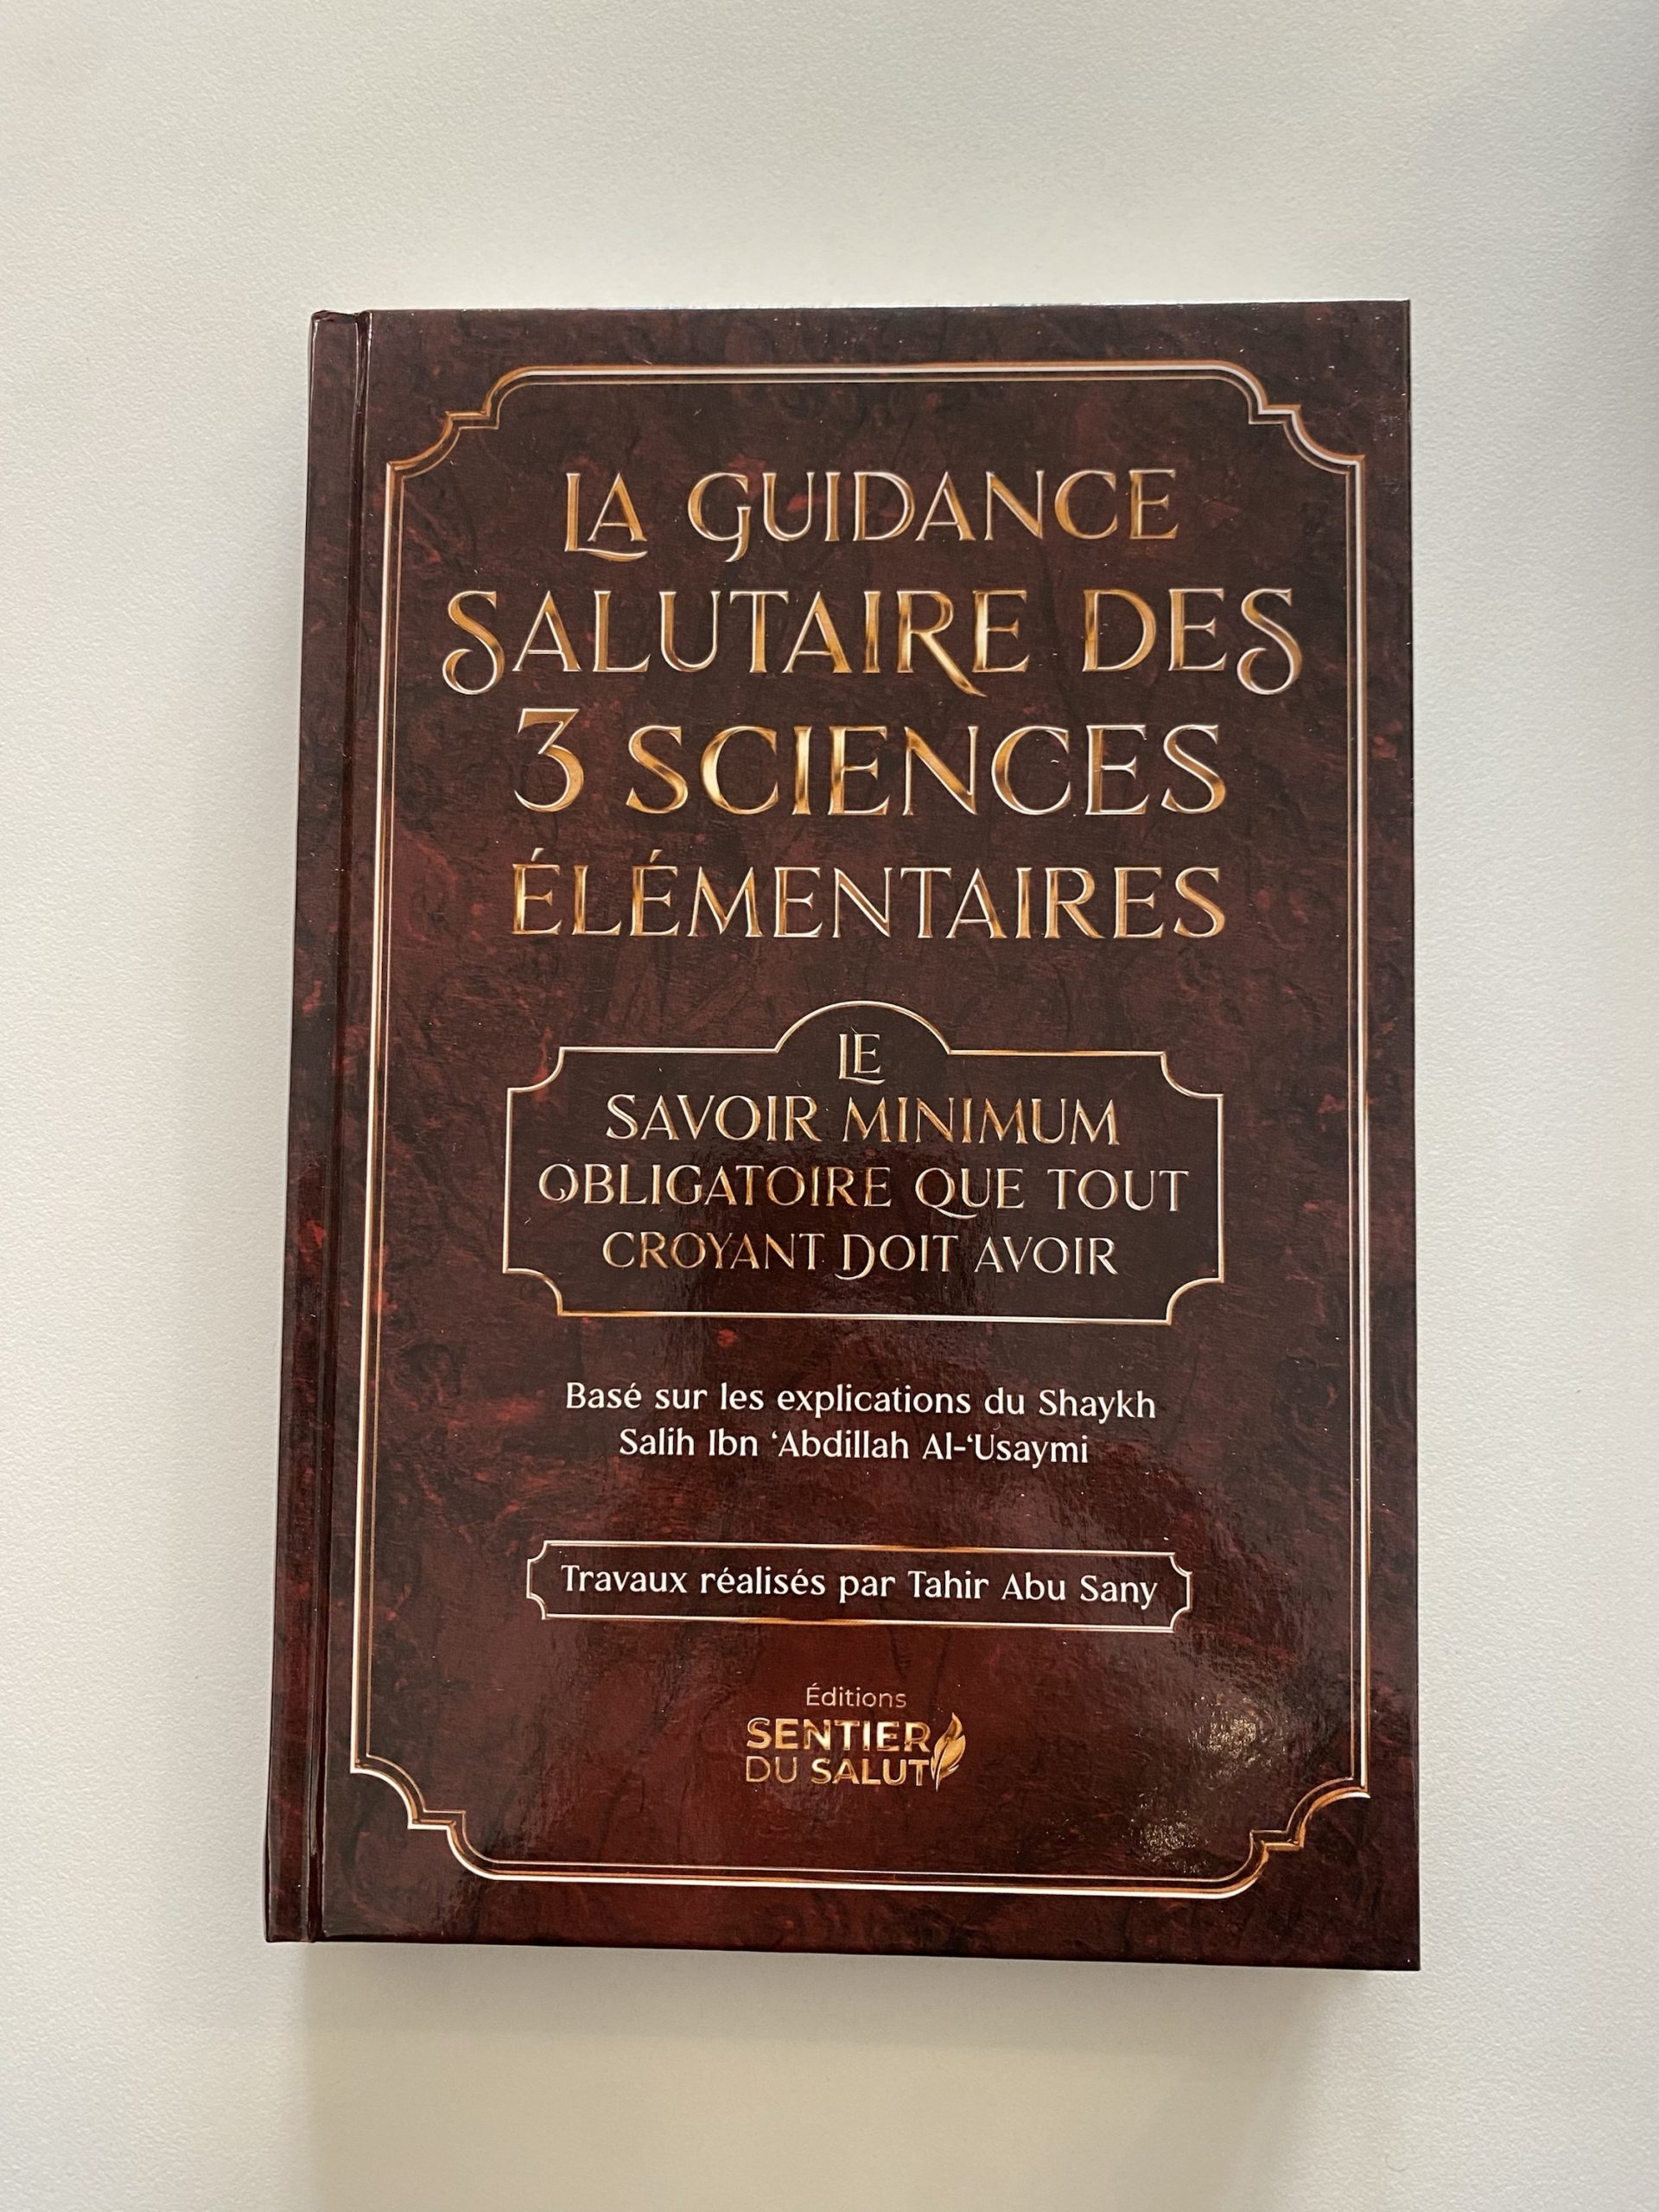 LA GUIDANCE
SALUTAIRE DES
3 SCIENCES
ÉLÉMENTAIRES
LE
SAVOIR MINIMUM
OBLIGATOIRE QUE TOUT
CROYANT DOIT AVOIR
Basé sur les explications du Shaykh
Salih Ibn ‘Abdillah Al-‘Usaymi
Travaux réalisés par Tahir Abu Sany
Éditions
SENTIER
DU SALUT